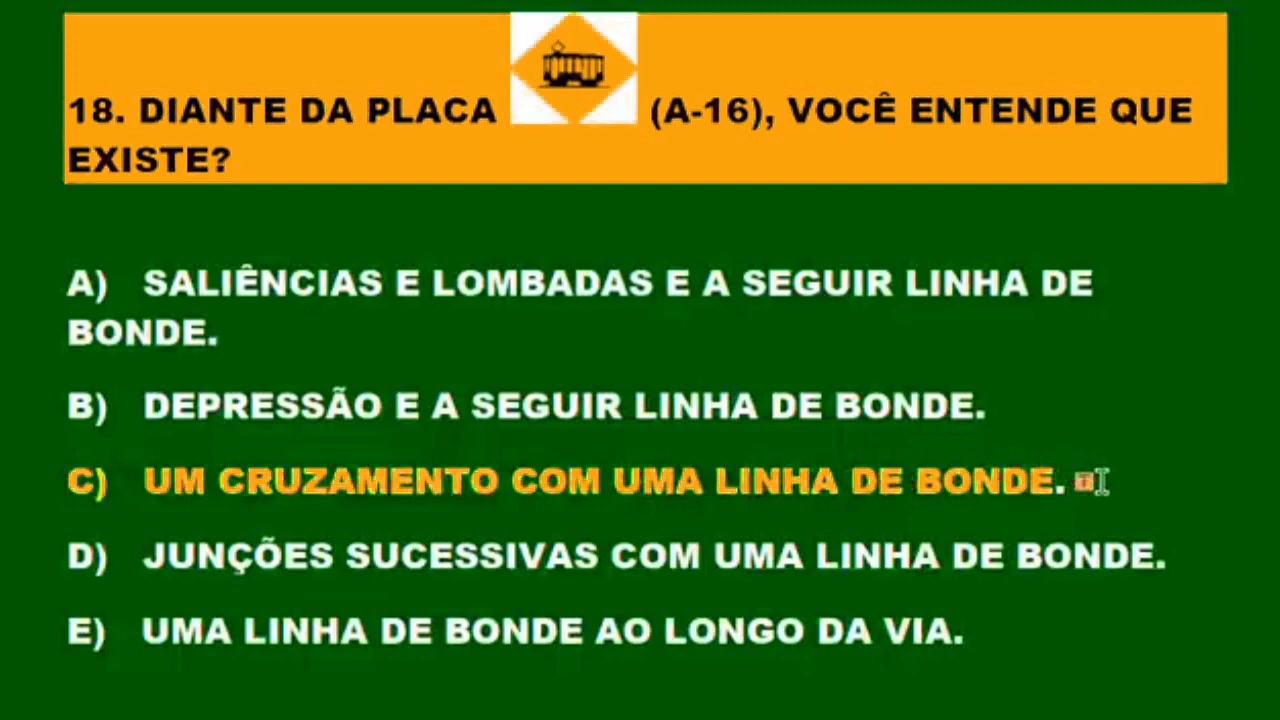 18. DIANTE DA PLACA (A-16), VOCÊ ENTENDE QUE
EXISTE?
A) SALIÊNCIAS E LOMBADAS E A SEGUIR LINHA DE
BONDE.
B) DEPRESSÃO E A SEGUIR LINHA DE BONDE.
C) UM CRUZAMENTO COM UMA LINHA DE BONDE.
D) JUNÇÕES SUCESSIVAS COM UMA LINHA DE BONDE.
E) UMA LINHA DE BONDE AO LONGO DA VIA.